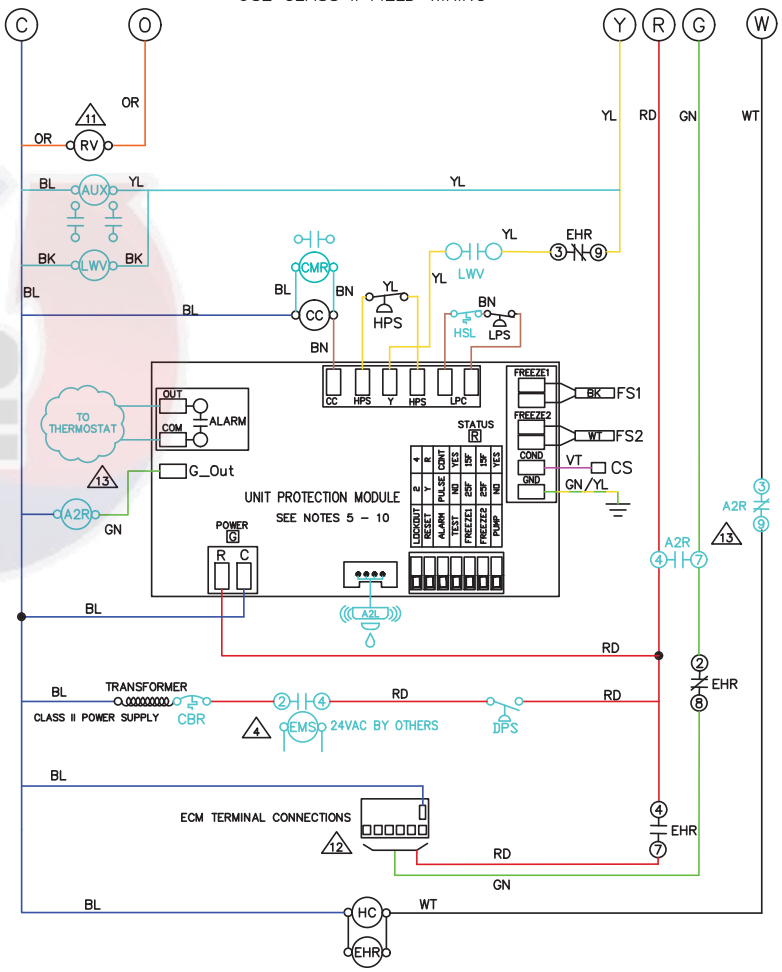 C
O
Y
R
G
W
OR
YL
RD
GN
WT
11
OR
RV
BL
AUX
YL
YL
BK
LWV
BK
YL
EHR
3
9
LWV
BL
CMR
BL
BN
YL
YL
BN
BL
CC
HPS
HSL
LPS
BN
CC
HPS
Y
HPS
LPC
FREEZE1
BK
FS1
OUT
ALARM
COM
TO
THERMOSTAT
FREEZE2
WT
FS2
STATUS
R
COND
VT
CS
GND
GN/YL
13
G_Out
A2R
GN
UNIT PROTECTION MODULE
SEE NOTES 5 - 10
LOCKOUT 2 4
RESET Y R
ALARM PULSE CONT
TEST NO YES
FREEZE1 25F 15F
FREEZE2 25F 15F
PUMP NO YES
3
A2R
9
13
POWER
G
R C
A2R
4
7
A2L
BL
RD
2
EHR
8
BL
TRANSFORMER
CLASS II POWER SUPPLY
CBR
2
4
RD
RD
4
EMS
24VAC BY OTHERS
DPS
BL
ECM TERMINAL CONNECTIONS
12
4
EHR
7
RD
GN
BL
HC
WT
EHR